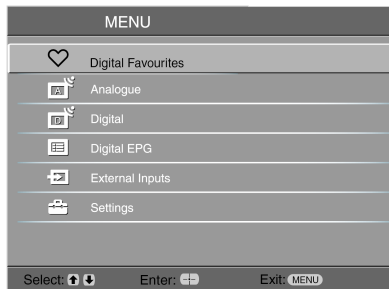 MENU
Digital Favourites
A Analogue
D Digital
Digital EPG
External Inputs
Settings
Select: Enter: Exit: MENU